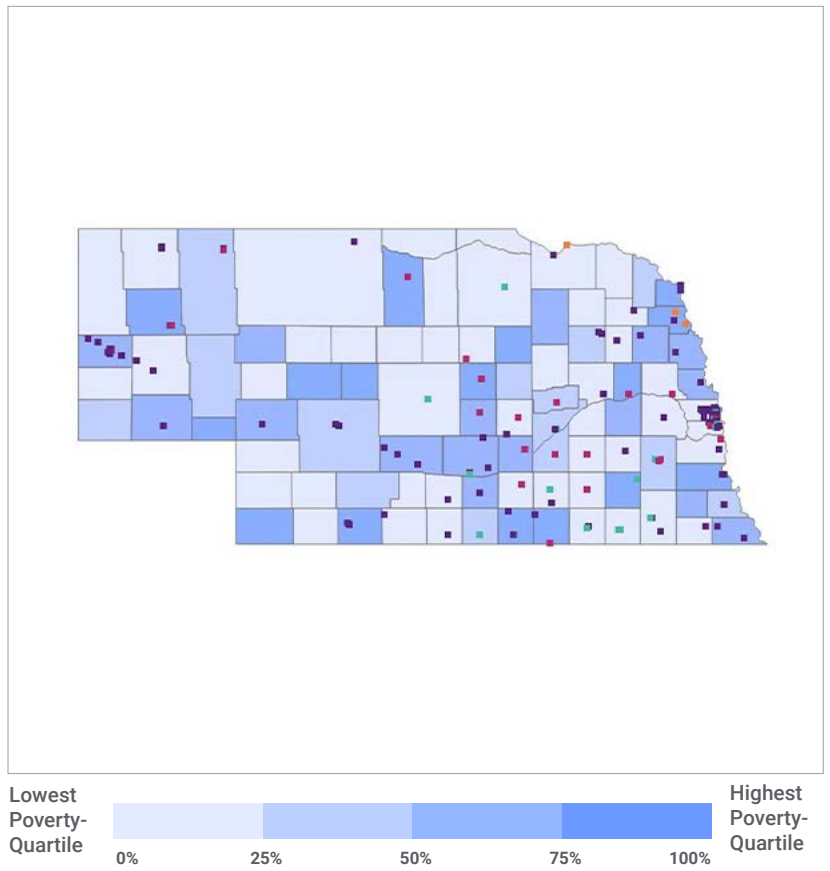 Lowest
Poverty-
Quartile
0%
25%
50%
75%
100%
Highest
Poverty-
Quartile